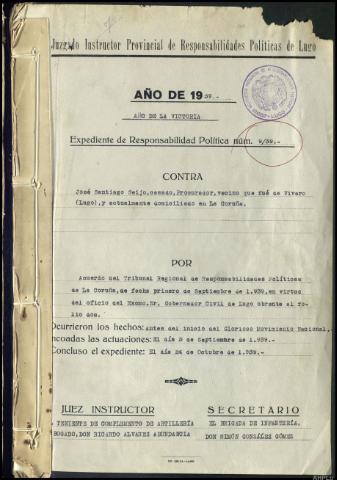 Juzgado Instructor Provincial de Responsabilidades Políticas de Lugo
AÑO DE 1939.-
AÑO DE LA VICTORIA
Expediente de Responsabilidad Política núm. 9/39.-
CONTRA
José Santiago Seijo, casado, Procurador, vecino que fué de Vivero
(Lugo), y actualmente domiciliado en La Coruña.
POR
Acuerdo del Tribunal Regional de Responsabilidades Políticas
de La Coruña, de fecha primero de Septiembre de 1.939, en virtud
del oficio del Excmo. Sr. Gobernador Civil de Lugo obrante al fo-
lio dos.
Ocurrieron los hechos: Antes del inicio del Glorioso Movimiento Nacional.
ncoadas las actuaciones: El día 9 de Septiembre de 1.939.-
Concluso el expediente: El día 24 de Octubre de 1.939.-
JUEZ INSTRUCTOR
SECRETARIO
TENIENTE DE COMPLEMENTO DE ARTILLERÍA
EL BRIGADA DE INFANTERÍA.
BOGADO, DON RICARDO ALVAREZ ABUNDANCIA
DON SIMÓN GONZÁLEZ GÓMEZ
AHPLU